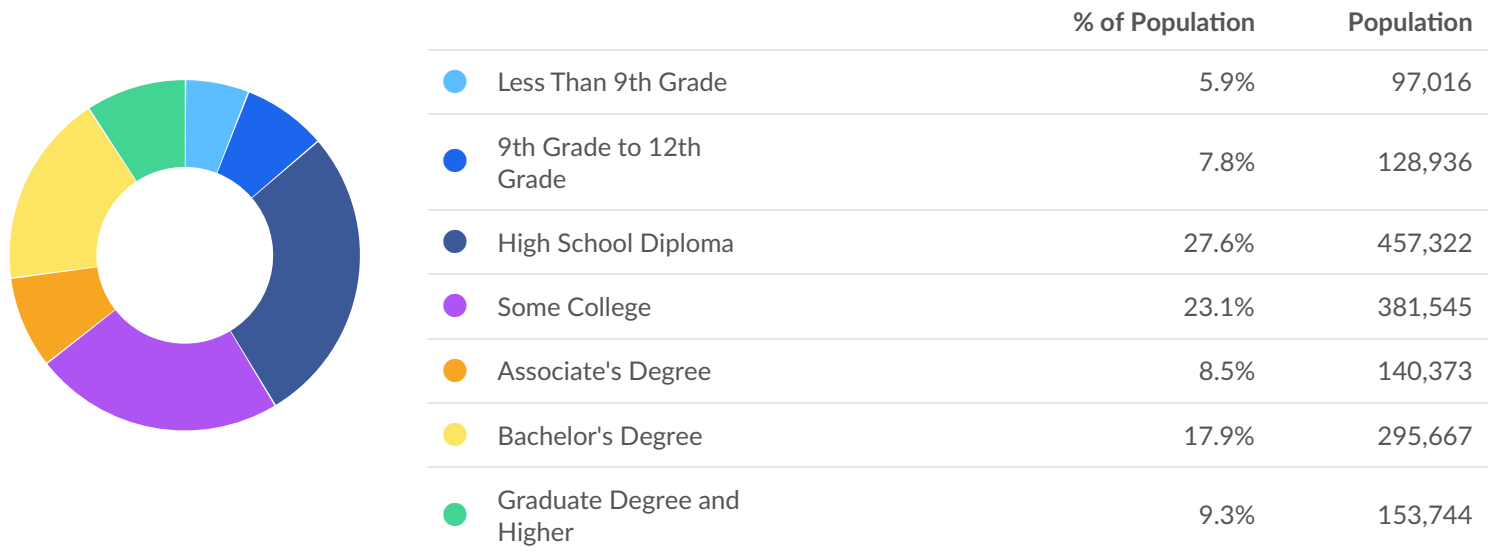 % of Population Population
Less Than 9th Grade 5.9% 97,016
9th Grade to 12th
Grade 7.8% 128,936
High School Diploma 27.6% 457,322
Some College 23.1% 381,545
Associate's Degree 8.5% 140,373
Bachelor's Degree 17.9% 295,667
Graduate Degree and
Higher 9.3% 153,744